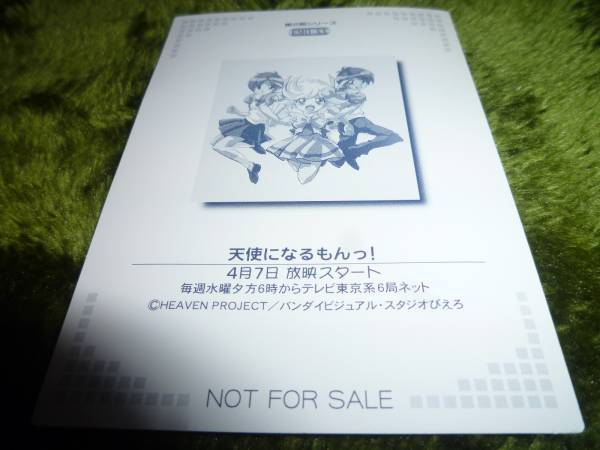 天使になるもんっ!
4月7日 放映スタート
毎週水曜夕方6時からテレビ東京系6局ネット
©HEAVEN PROJECT/バンダイビジュアル・スタジオぴえろ
NOT FOR SALE